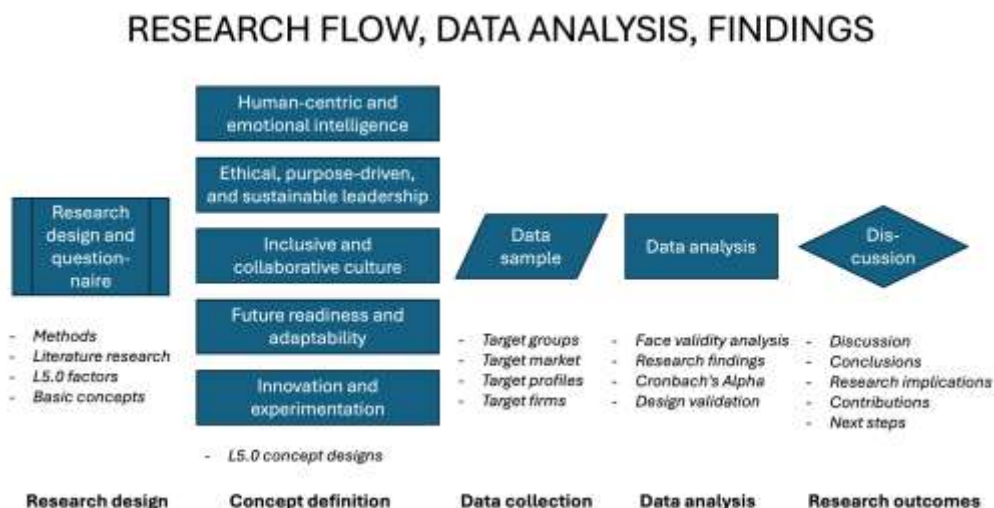 RESEARCH FLOW, DATA ANALYSIS, FINDINGS
Research
design and
question-
naire
- Methods
- Literature research
- L5.0 factors
- Basic concepts
Research design
Human-centric and
emotional intelligence
Ethical, purpose-driven,
and sustainable leadership
Inclusive and
collaborative culture
Future readiness and
adaptability
Innovation and
experimentation
- L5.0 concept designs
Concept definition
Data
sample
- Target groups
- Target market
- Target profiles
- Target firms
Data collection
Data analysis
- Face validity analysis
- Research findings
- Cronbach's Alpha
- Design validation
Data analysis
Dis-
cussion
- Discussion
- Conclusions
- Research implications
- Contributions
- Next steps
Research outcomes